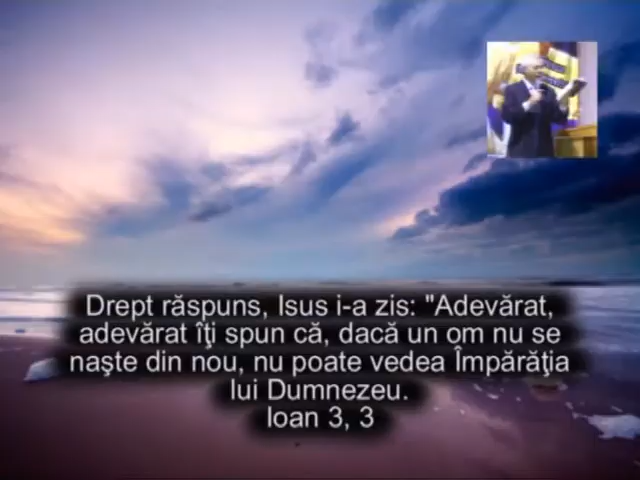 Drept răspuns, Isus i-a zis: "Adevărat,
adevărat îţi spun că, dacă un om nu se
naşte din nou, nu poate vedea Împărăţia
lui Dumnezeu.
Ioan 3, 3